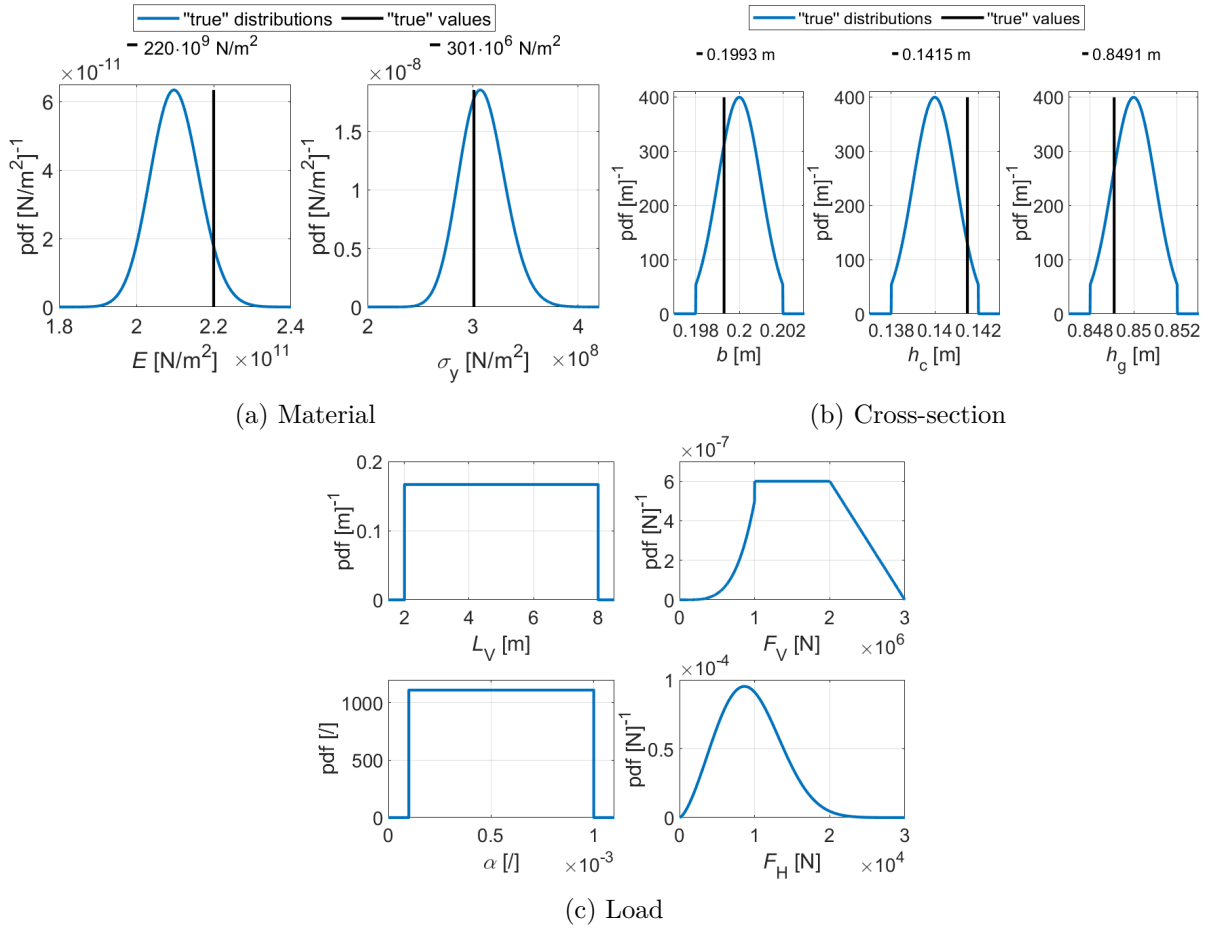 "true" distributions "true" values
220·10⁹ N/m²
301·10⁶ N/m²
×10⁻¹¹
pdf [N/m²]⁻¹
6
4
2
0
1.8 2 2.2 2.4
E [N/m²] ×10¹¹
×10⁻⁸
pdf [N/m²]⁻¹
1.5
1
0.5
0
2 3 4
σy [N/m²] ×10⁸
(a) Material
"true" distributions "true" values
0.1993 m
0.1415 m
0.8491 m
pdf [m]⁻¹
400
300
200
100
0
0.198 0.2 0.202
b [m]
pdf [m]⁻¹
400
300
200
100
0
0.138 0.14 0.142
hc [m]
pdf [m]⁻¹
400
300
200
100
0
0.848 0.85 0.852
hg [m]
(b) Cross-section
pdf [m]⁻¹
0.2
0.1
0
2 4 6 8
LV [m]
×10⁻⁷
pdf [N]⁻¹
6
4
2
0
0 1 2 3
FV [N] ×10⁶
pdf [/]
1000
500
0
0 0.5 1
α [/] ×10⁻³
×10⁻⁴
pdf [N]⁻¹
1
0.5
0
0 1 2 3
FH [N] ×10⁴
(c) Load